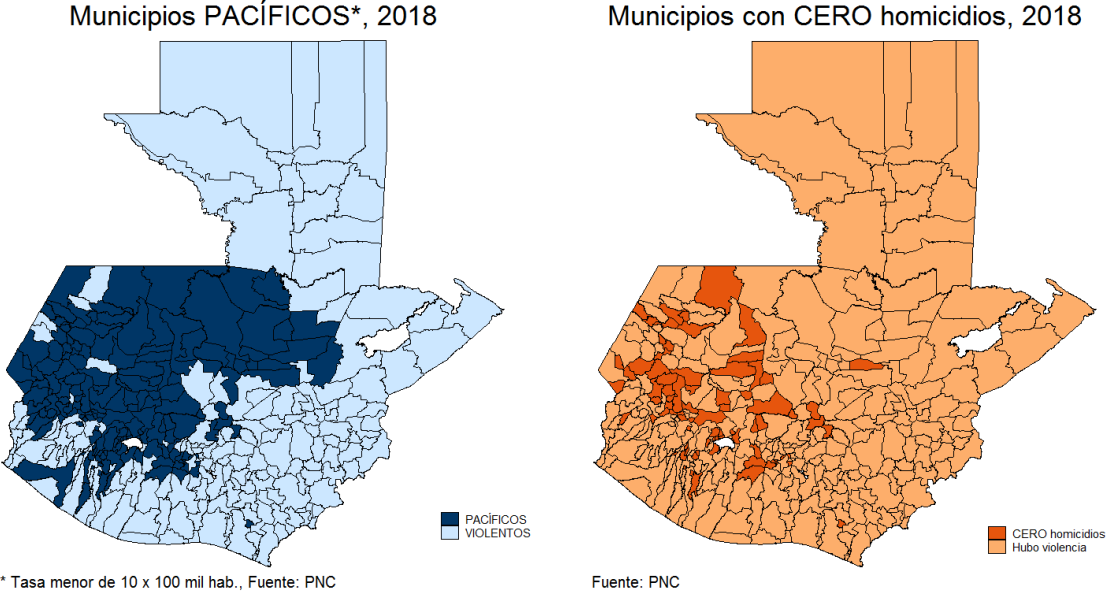 Municipios PACÍFICOS*, 2018
PACÍFICOS
VIOLENTOS
* Tasa menor de 10 x 100 mil hab., Fuente: PNC
Municipios con CERO homicidios, 2018
CERO homicidios
Hubo violencia
Fuente: PNC